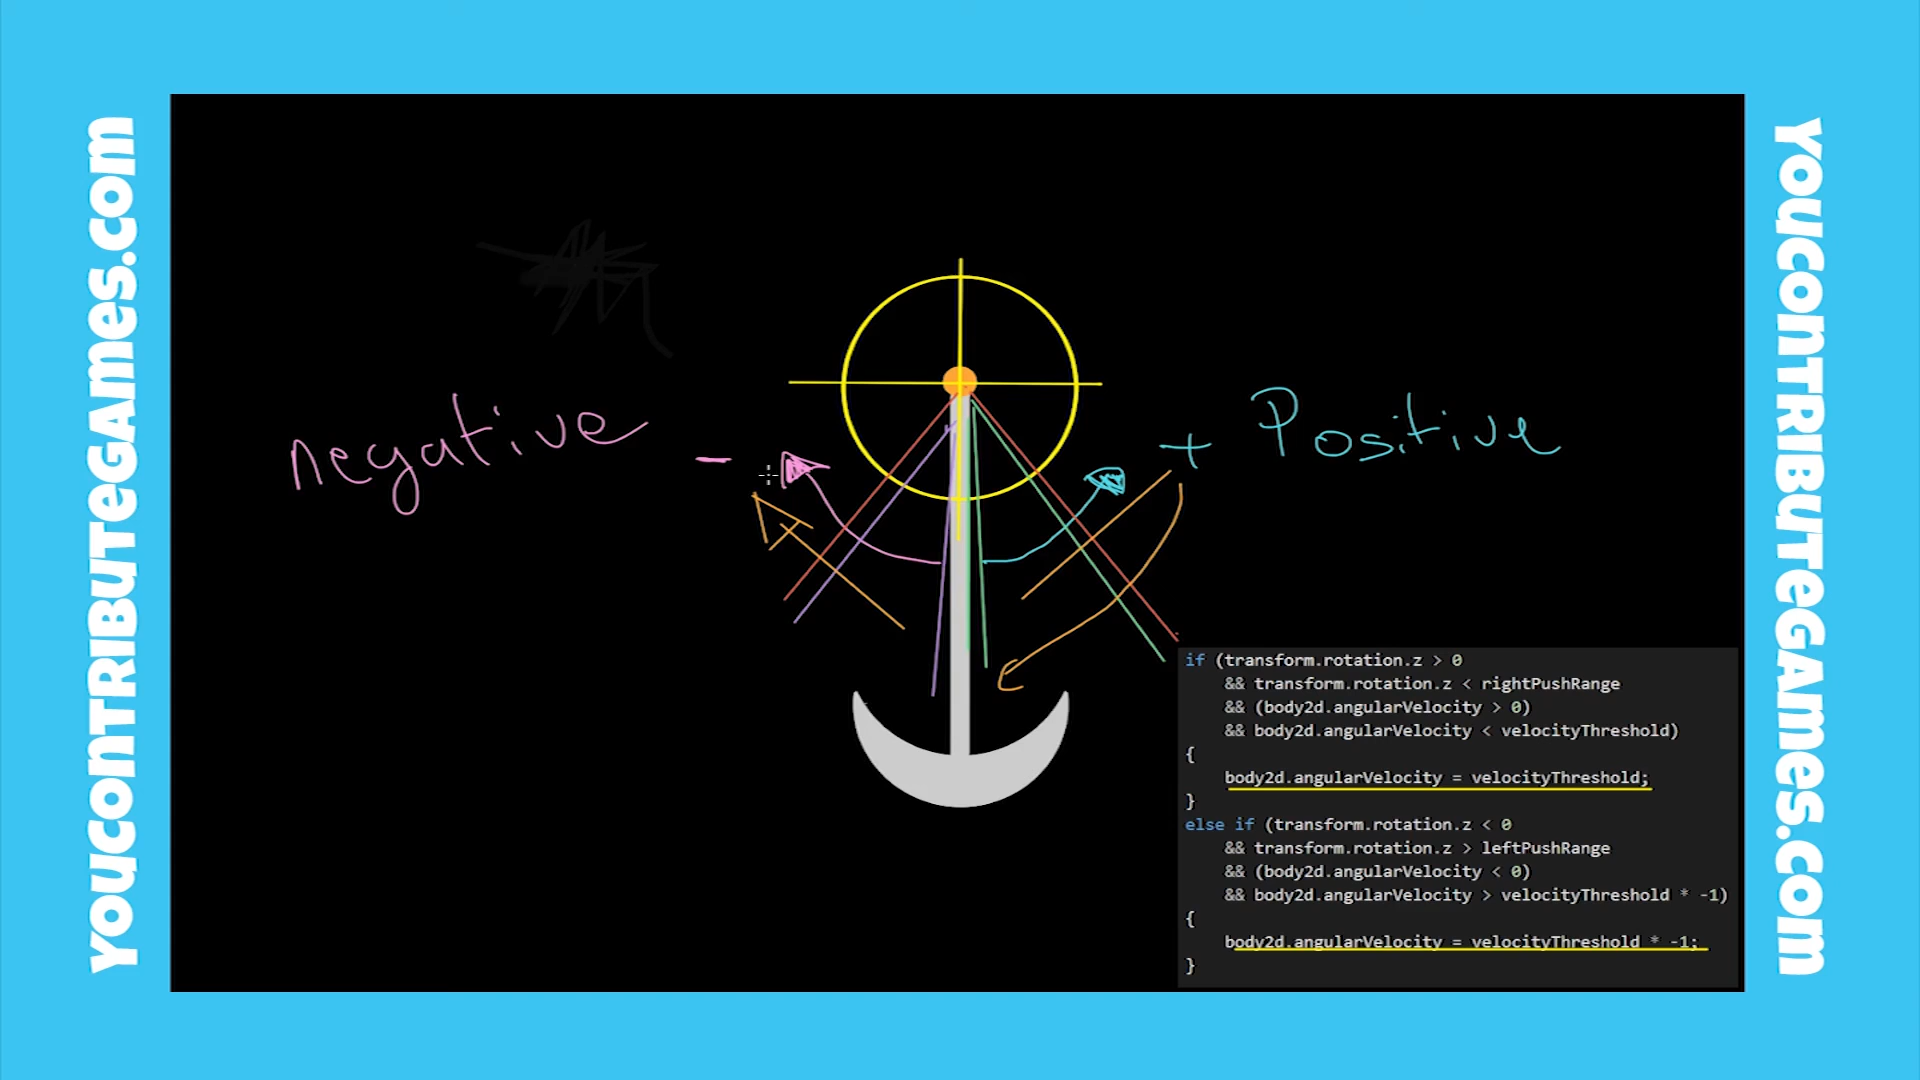 YouContributeGames.com
negative -
+ Positive
if (transform.rotation.z > 0
&& transform.rotation.z < rightPushRange
&& (body2d.angularVelocity > 0)
&& body2d.angularVelocity < velocityThreshold)
{
body2d.angularVelocity = velocityThreshold;
}
else if (transform.rotation.z < 0
&& transform.rotation.z > leftPushRange
&& (body2d.angularVelocity < 0)
&& body2d.angularVelocity > velocityThreshold * -1)
{
body2d.angularVelocity = velocityThreshold * -1;
}
YouContributeGames.com